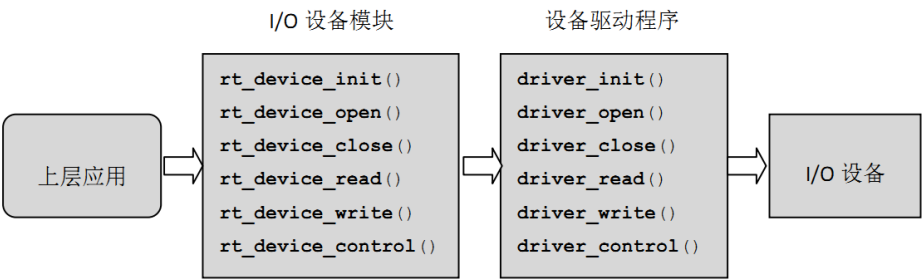 I/O 设备模块
设备驱动程序
上层应用
rt_device_init()
rt_device_open()
rt_device_close()
rt_device_read()
rt_device_write()
rt_device_control()
driver_init()
driver_open()
driver_close()
driver_read()
driver_write()
driver_control()
I/O 设备